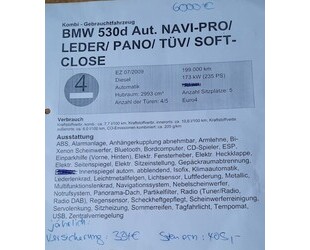 6000€
Kombi - Gebrauchtfahrzeug
BMW 530d Aut. NAVI-PRO/
LEDER/ PANO/ TÜV/ SOFT-
CLOSE
4
EZ 07/2009
Diesel
Automatik
Hubraum: 2993 cm³
Anzahl der Türen: 4/5
199.500 km
173 kW (235 PS)
Anzahl Sitzplätze: 5
Euro4
Verbrauch
Ausstattung
ABS, Alarmanlage, Anhängerkupplung abnehmbar, Armlehne, Bi-
Xenon Scheinwerfer, Bluetooth, Bordcomputer, CD-Spieler, ESP,
Einparkhilfe (Vorne, Hinten), Elektr. Fensterheber, Elektr. Heckklappe,
Elektr. Seitenspiegel, Elektr. Sitzeinstellung, Gepäckraumabtrennung,
abblendend, Isofix, Klimaautomatik,
Lederlenkrad, Leichtmetallfelgen, Lichtsensor, Luftfederung, Metallic,
Multifunktionslenkrad, Navigationssystem, Nebelscheinwerfer,
Notrufsystem, Panorama-Dach, Partikelfilter, Radio (Tuner/Radio,
Radio DAB), Regensensor, Scheckheftgepflegt, Scheinwerferreinigung,
Servolenkung, Sitzheizung, Sommerreifen, Tagfahrlicht, Tempomat,
USB, Zentralverriegelung
jährlich:
Versicherung: 381€ Steuern: 405,-